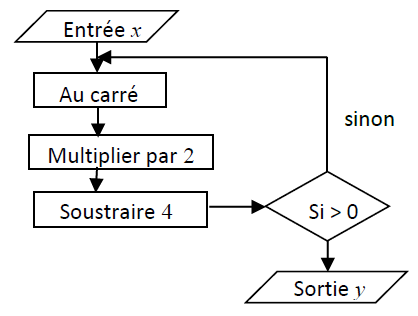 Entrée x
Au carré
Multiplier par 2
Soustraire 4
sinon
Si > 0
Sortie y